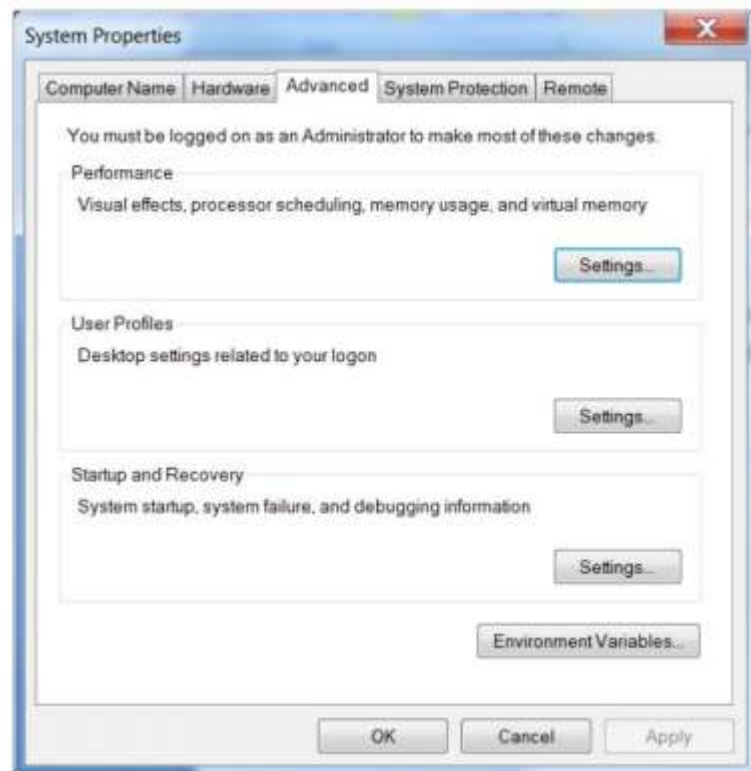 System Properties
Computer Name Hardware Advanced System Protection Remote
You must be logged on as an Administrator to make most of these changes.
Performance
Visual effects, processor scheduling, memory usage, and virtual memory
Settings...
User Profiles
Desktop settings related to your logon
Settings...
Startup and Recovery
System startup, system failure, and debugging information
Settings...
Environment Variables...
OK Cancel Apply